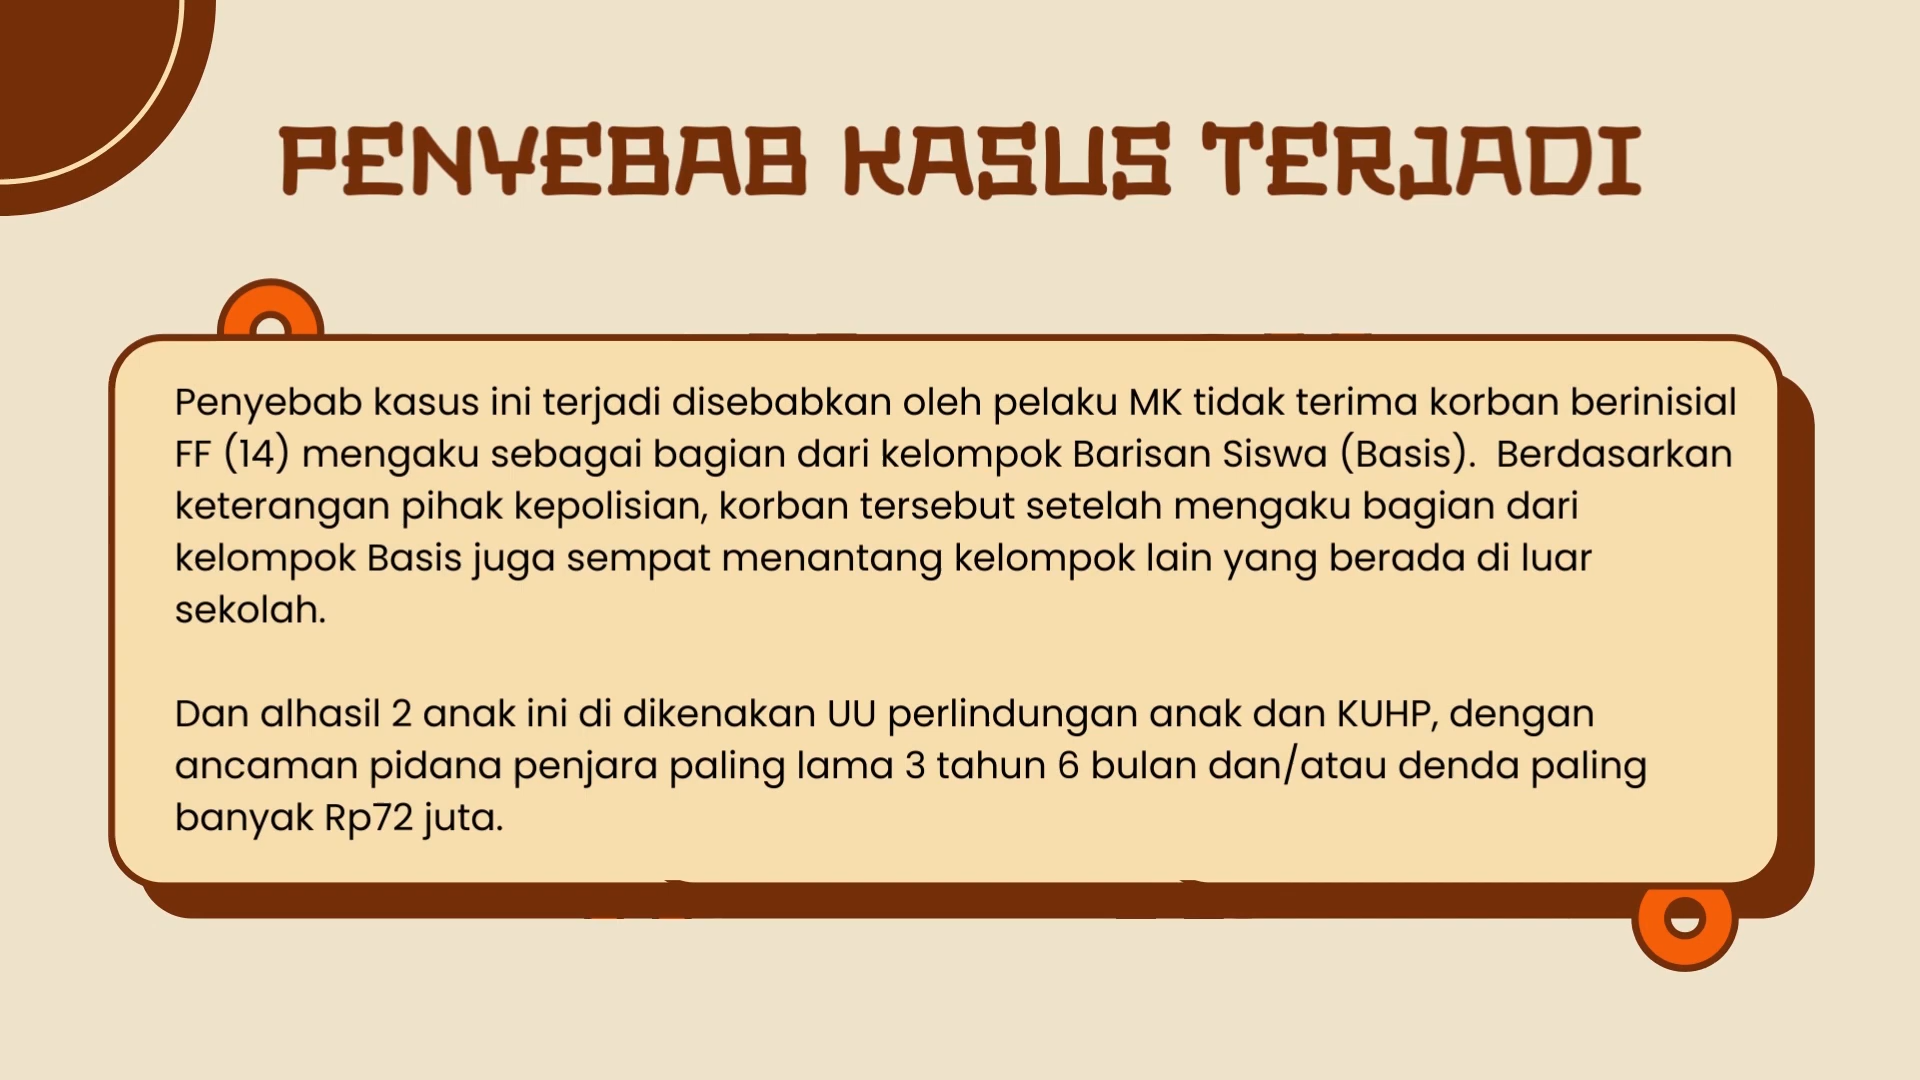 PENYEBAB KASUS TERJADI
Penyebab kasus ini terjadi disebabkan oleh pelaku MK tidak terima korban berinisial
FF (14) mengaku sebagai bagian dari kelompok Barisan Siswa (Basis).  Berdasarkan
keterangan pihak kepolisian, korban tersebut setelah mengaku bagian dari
kelompok Basis juga sempat menantang kelompok lain yang berada di luar
sekolah.
Dan alhasil 2 anak ini di dikenakan UU perlindungan anak dan KUHP, dengan
ancaman pidana penjara paling lama 3 tahun 6 bulan dan/atau denda paling
banyak Rp72 juta.